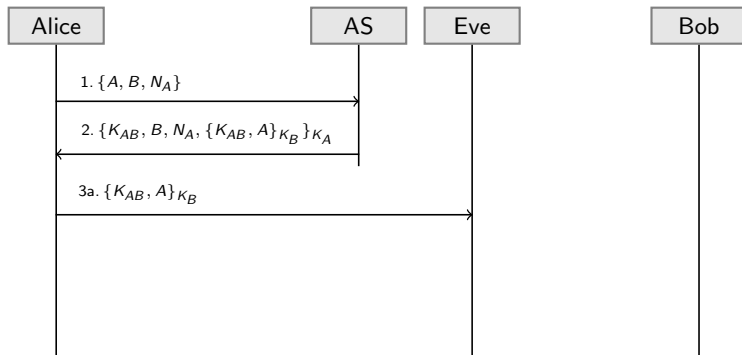 Alice AS Eve Bob
1. {A, B, N_A}
2. {K_AB, B, N_A, {K_AB, A}_K_B}_K_A
3a. {K_AB, A}_K_B